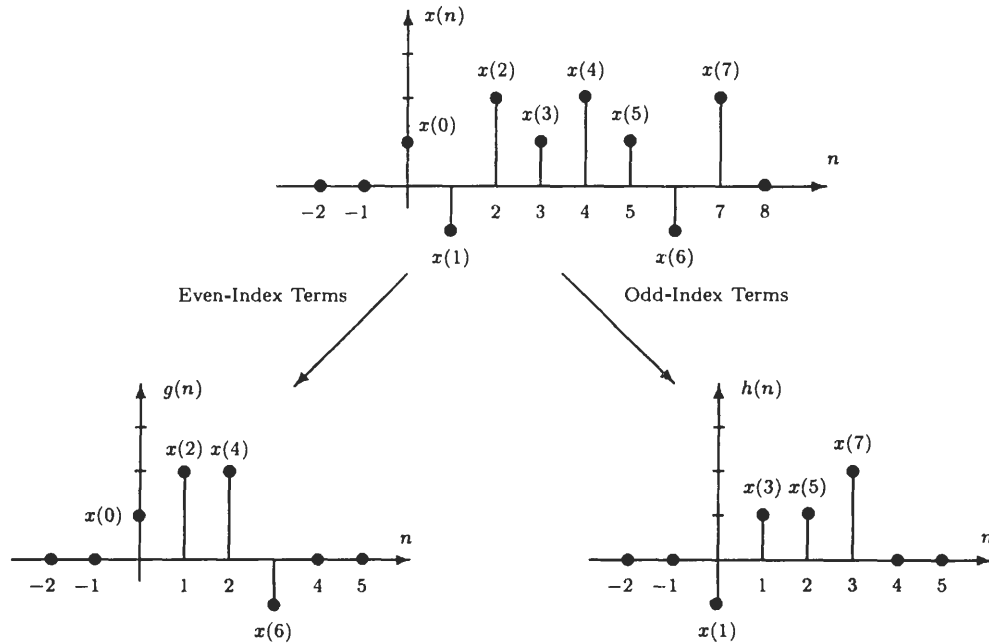 x(n)
x(2) x(4) x(7)
x(0) x(3) x(5)
n
−2 −1 2 3 4 5 7 8
x(1) x(6)
Even-Index Terms
Odd-Index Terms
g(n)
x(2) x(4)
x(0)
n
−2 −1 1 2 4 5
x(6)
h(n)
x(7)
x(3) x(5)
n
−2 −1 1 2 3 4 5
x(1)